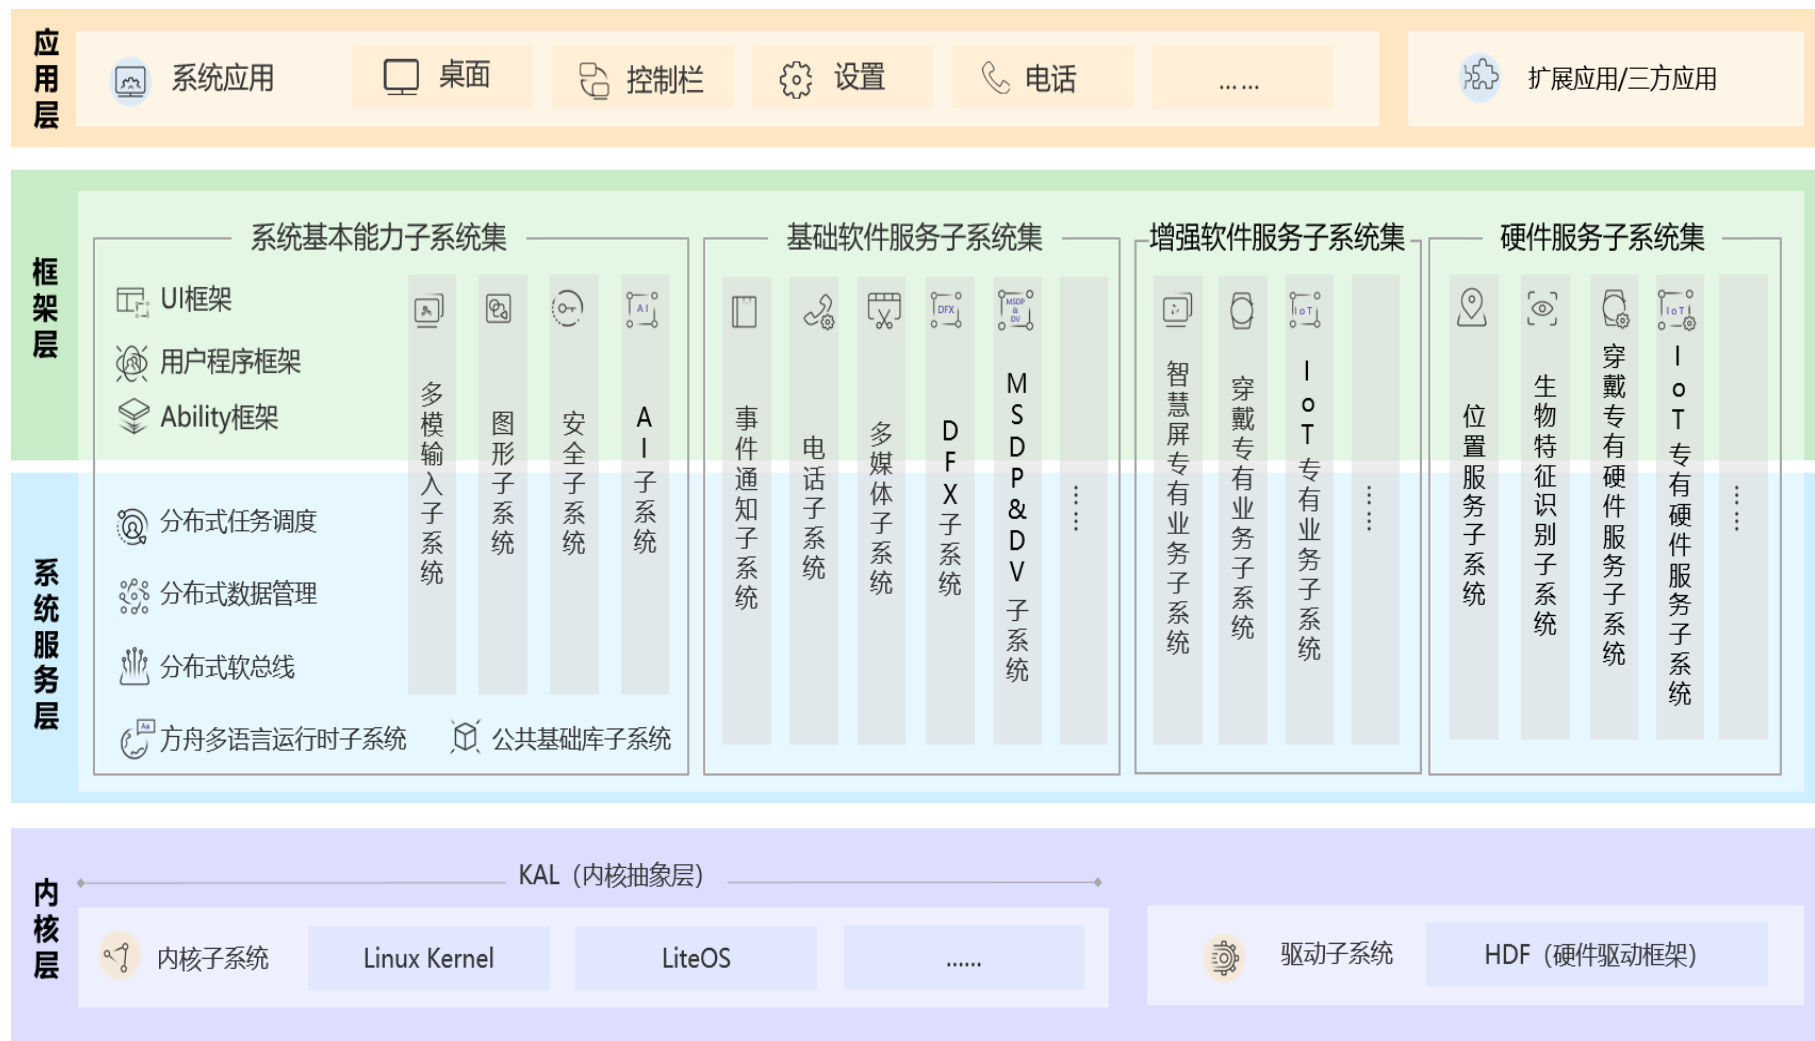 应用层
系统应用
桌面
控制栏
设置
电话
……
扩展应用/三方应用
框架层
系统服务层
系统基本能力子系统集
UI框架
用户程序框架
Ability框架
分布式任务调度
分布式数据管理
分布式软总线
方舟多语言运行时子系统
公共基础库子系统
多模输入子系统
图形子系统
安全子系统
AI
AI子系统
基础软件服务子系统集
事件通知子系统
电话子系统
多媒体子系统
DFX
DFX子系统
MSDP
&
DV
MSDP&DV子系统
……
增强软件服务子系统集
智慧屏专有业务子系统
穿戴专有业务子系统
IoT
IoT专有业务子系统
……
硬件服务子系统集
位置服务子系统
生物特征识别子系统
穿戴专有硬件服务子系统
IoT
IoT专有硬件服务子系统
……
Aa
内核层
KAL（内核抽象层）
内核子系统
Linux Kernel
LiteOS
……
驱动子系统
HDF（硬件驱动框架）